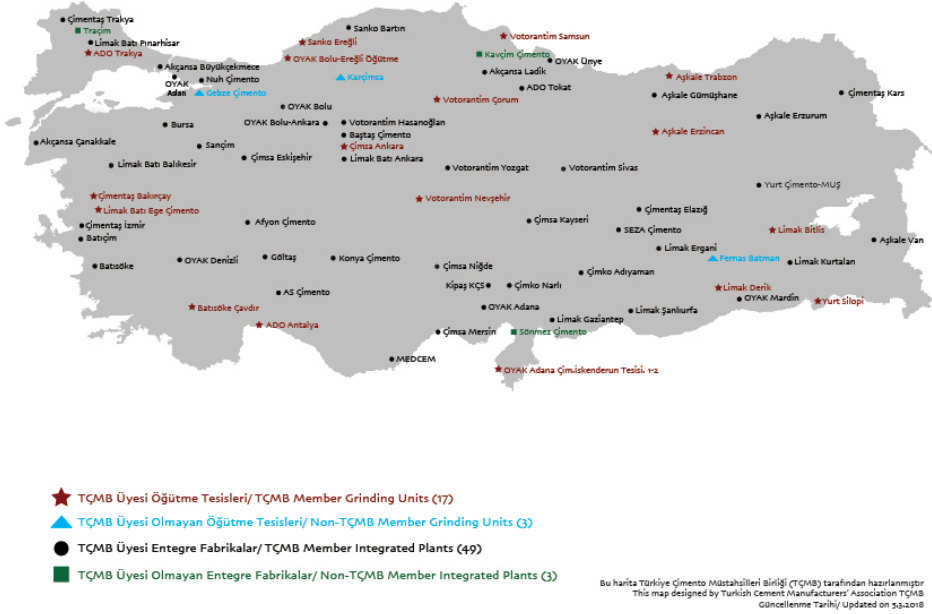 Çimentaş Trakya
Traçim
Limak Batı Pınarhisar
ADO Trakya
Akçansa Büyükçekmece
OYAK
Aslan
Nuh Çimento
Gebze Çimento
Sanko Bartın
Sanko Ereğli
OYAK Bolu-Ereğli Öğütme
Karçimsa
Votorantim Samsun
Kavçim Çimento
OYAK Ünye
Akçansa Ladik
ADO Tokat
Votorantim Çorum
Aşkale Trabzon
Aşkale Gümüşhane
Çimentaş Kars
Aşkale Erzurum
Aşkale Erzincan
OYAK Bolu
Bursa
OYAK Bolu-Ankara
Votorantim Hasanoğlan
Baştaş Çimento
Çimsa Ankara
Limak Batı Ankara
Akçansa Çanakkale
Sançim
Çimsa Eskişehir
Limak Batı Balıkesir
Votorantim Yozgat
Votorantim Sivas
Yurt Çimento-MUŞ
Çimentaş Bakırçay
Limak Batı Ege Çimento
Çimentaş İzmir
Batıçim
Afyon Çimento
Votorantim Nevşehir
Çimsa Kayseri
Çimentaş Elazığ
SEZA Çimento
Limak Bitlis
Aşkale Van
Limak Ergani
Fernas Batman
Limak Kurtalan
Batısöke
OYAK Denizli
Göltaş
Konya Çimento
Çimsa Niğde
Çimko Adıyaman
Kipaş KÇS
Çimko Narlı
Limak Derik
OYAK Mardin
Yurt Silopi
AS Çimento
Batısöke Çavdır
ADO Antalya
OYAK Adana
Limak Gaziantep
Limak Şanlıurfa
Çimsa Mersin
Sönmez Çimento
MEDCEM
OYAK Adana Çim.İskenderun Tesisi. 1-2
TÇMB Üyesi Öğütme Tesisleri/ TÇMB Member Grinding Units (17)
TÇMB Üyesi Olmayan Öğütme Tesisleri/ Non-TÇMB Member Grinding Units (3)
TÇMB Üyesi Entegre Fabrikalar/ TÇMB Member Integrated Plants (49)
TÇMB Üyesi Olmayan Entegre Fabrikalar/ Non-TÇMB Member Integrated Plants (3)
Bu harita Türkiye Çimento Müstahsilleri Birliği (TÇMB) tarafından hazırlanmıştır
This map designed by Turkish Cement Manufacturers' Association TÇMB
Güncellenme Tarihi/ Updated on 5.3.2018